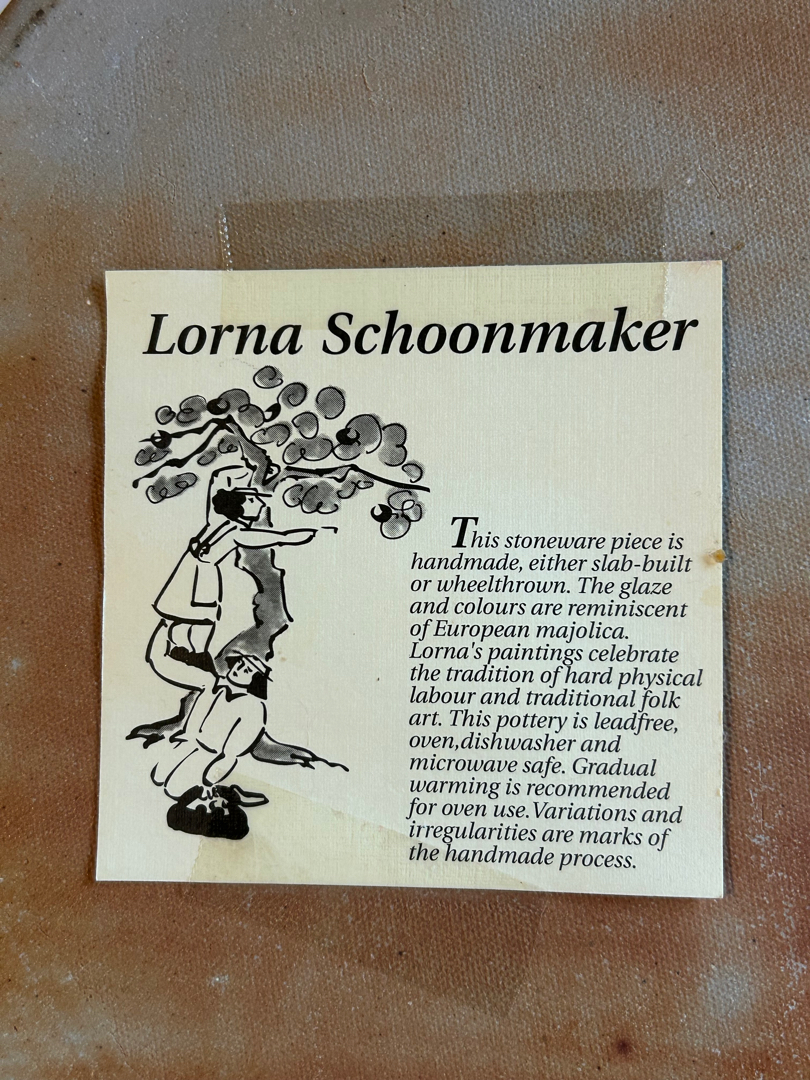 Lorna Schoonmaker
This stoneware piece is
handmade, either slab-built
or wheelthrown. The glaze
and colours are reminiscent
of European majolica.
Lorna's paintings celebrate
the tradition of hard physical
labour and traditional folk
art. This pottery is leadfree,
oven,dishwasher and
microwave safe. Gradual
warming is recommended
for oven use.Variations and
irregularities are marks of
the handmade process.